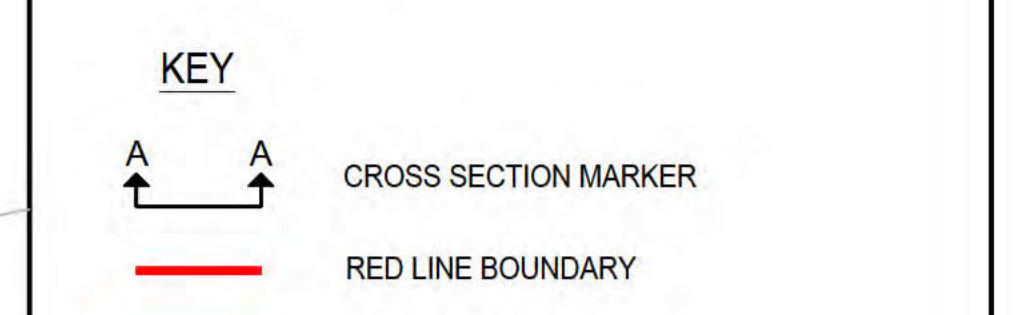 KEY
A A
CROSS SECTION MARKER
RED LINE BOUNDARY